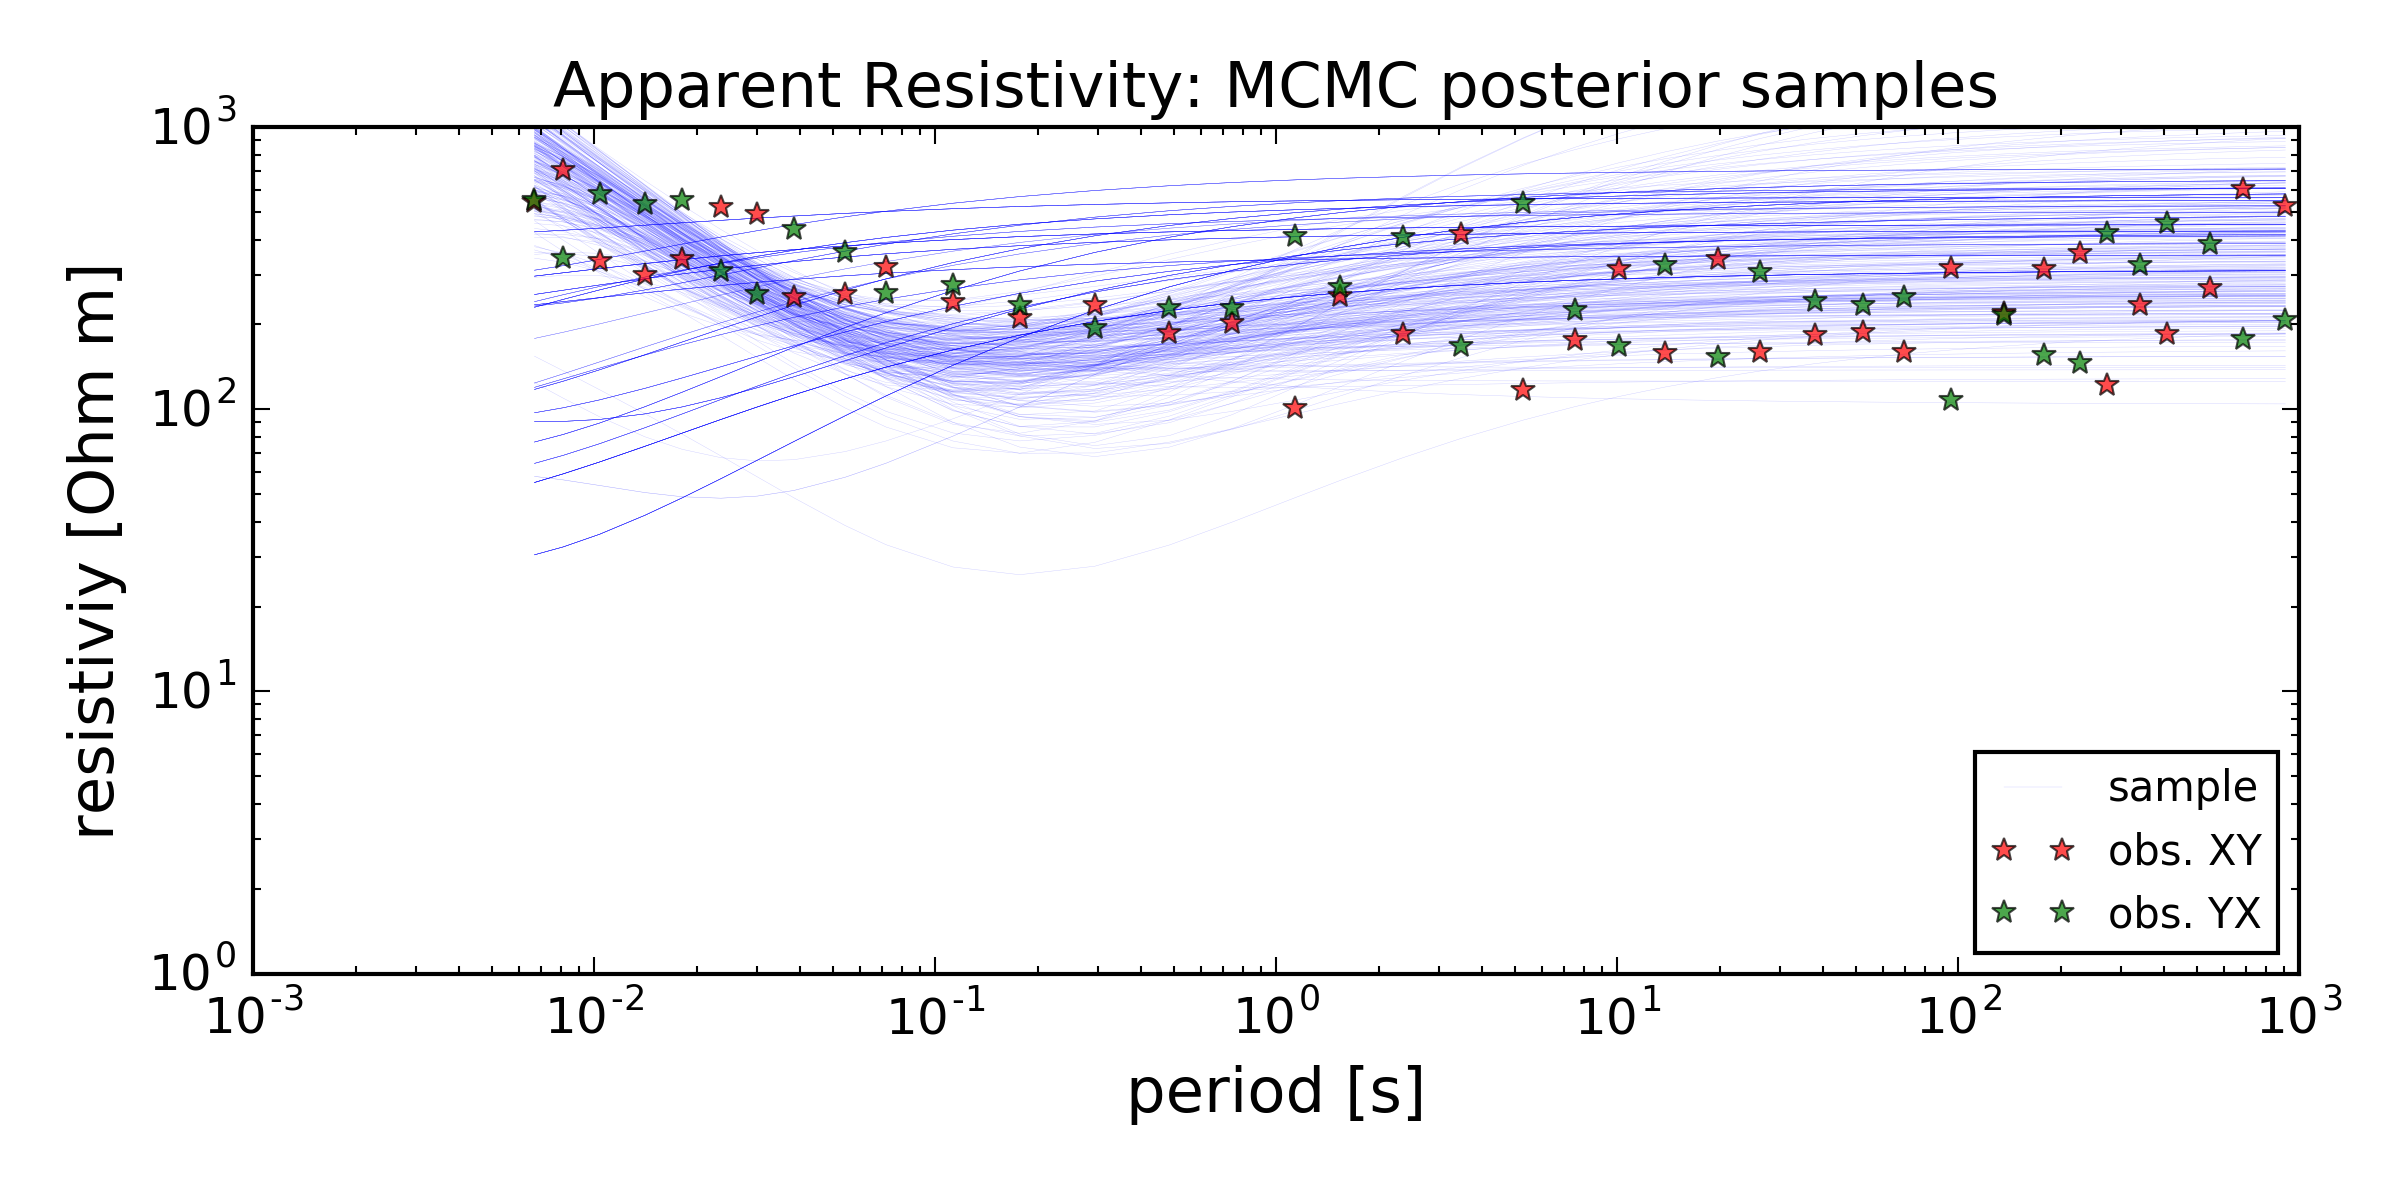 Apparent Resistivity: MCMC posterior samples
resistiviy [Ohm m]
10^3
10^2
10^1
10^0
10^-3 10^-2 10^-1 10^0 10^1 10^2 10^3
period [s]
sample
obs. XY
obs. YX